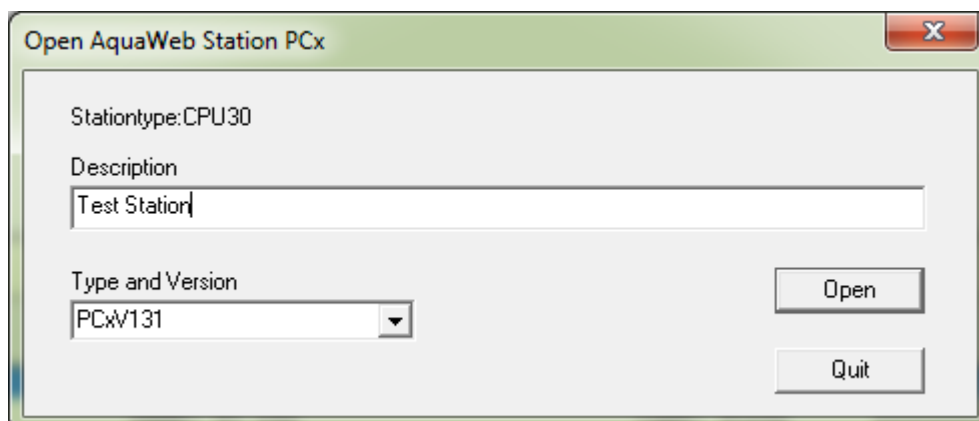 Open AquaWeb Station PCx
Stationtype:CPU30
Description
Test Station
Type and Version
PCxV131
Open
Quit